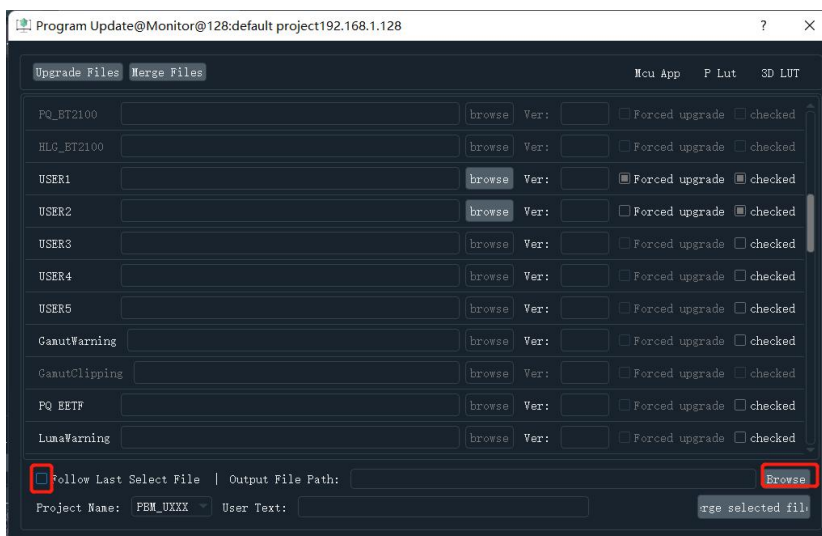 Program Update@Monitor@128:default project192.168.1.128 ? ×
Upgrade Files Merge Files Mcu App P Lut 3D LUT
PQ_BT2100 browse Ver: Forced upgrade checked
HLG_BT2100 browse Ver: Forced upgrade checked
USER1 browse Ver: Forced upgrade checked
USER2 browse Ver: Forced upgrade checked
USER3 browse Ver: Forced upgrade checked
USER4 browse Ver: Forced upgrade checked
USER5 browse Ver: Forced upgrade checked
GamutWarning browse Ver: Forced upgrade checked
GamutClipping browse Ver: Forced upgrade checked
PQ EETF browse Ver: Forced upgrade checked
LumaWarning browse Ver: Forced upgrade checked
Follow Last Select File | Output File Path: Browse
Project Name: PBM_UXXX User Text: rge selected fil